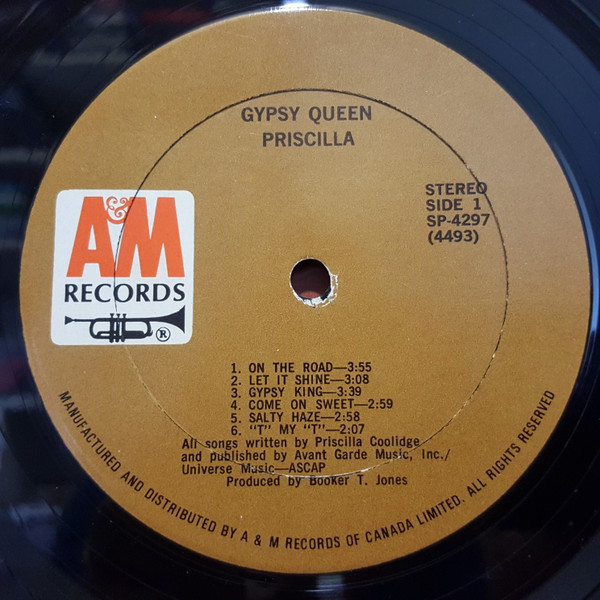 GYPSY QUEEN
PRISCILLA
A&M
RECORDS
®
STEREO
SIDE 1
SP-4297
(4493)
1. ON THE ROAD—3:55
2. LET IT SHINE—3:08
3. GYPSY KING—3:39
4. COME ON SWEET—2:59
5. SALTY HAZE—2:58
6. "T" MY "T"—2:07
All songs written by Priscilla Coolidge
and published by Avant Garde Music, Inc./
Universe Music—ASCAP
Produced by Booker T. Jones
MANUFACTURED AND DISTRIBUTED BY A & M RECORDS OF CANADA LIMITED. ALL RIGHTS RESERVED